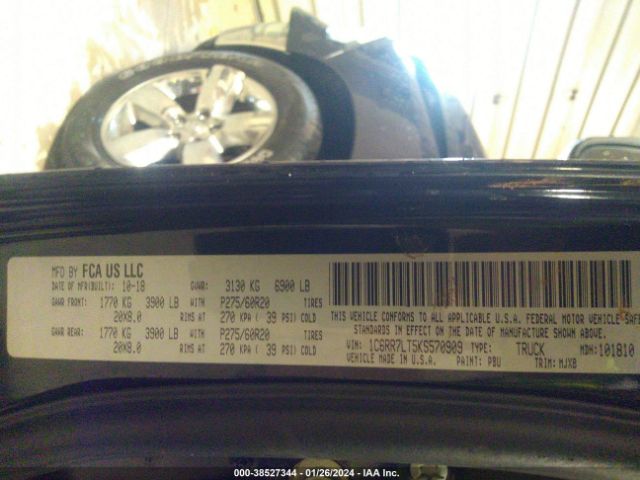 MFD BY FCA US LLC
DATE OF MFR(BUILT): 10-18 GVWR: 3130 KG 6900 LB
GAWR FRONT: 1770 KG 3900 LB WITH P275/60R20 TIRES
20X8.0 RIMS AT 270 KPA ( 39 PSI) COLD
GAWR REAR: 1770 KG 3900 LB WITH P275/60R20 TIRES
20X8.0 RIMS AT 270 KPA ( 39 PSI) COLD
THIS VEHICLE CONFORMS TO ALL APPLICABLE U.S.A. FEDERAL MOTOR VEHICLE
STANDARDS IN EFFECT ON THE DATE OF MANUFACTURE SHOWN ABOVE.
VIN: 1C6RR7LT5KS570909 TYPE: TRUCK MDH: 101810
VEHICLE MADE IN U.S.A. PAINT: PBU TRIM: MJXB
000-38527344 | 01/26/2024 | IAA Inc.